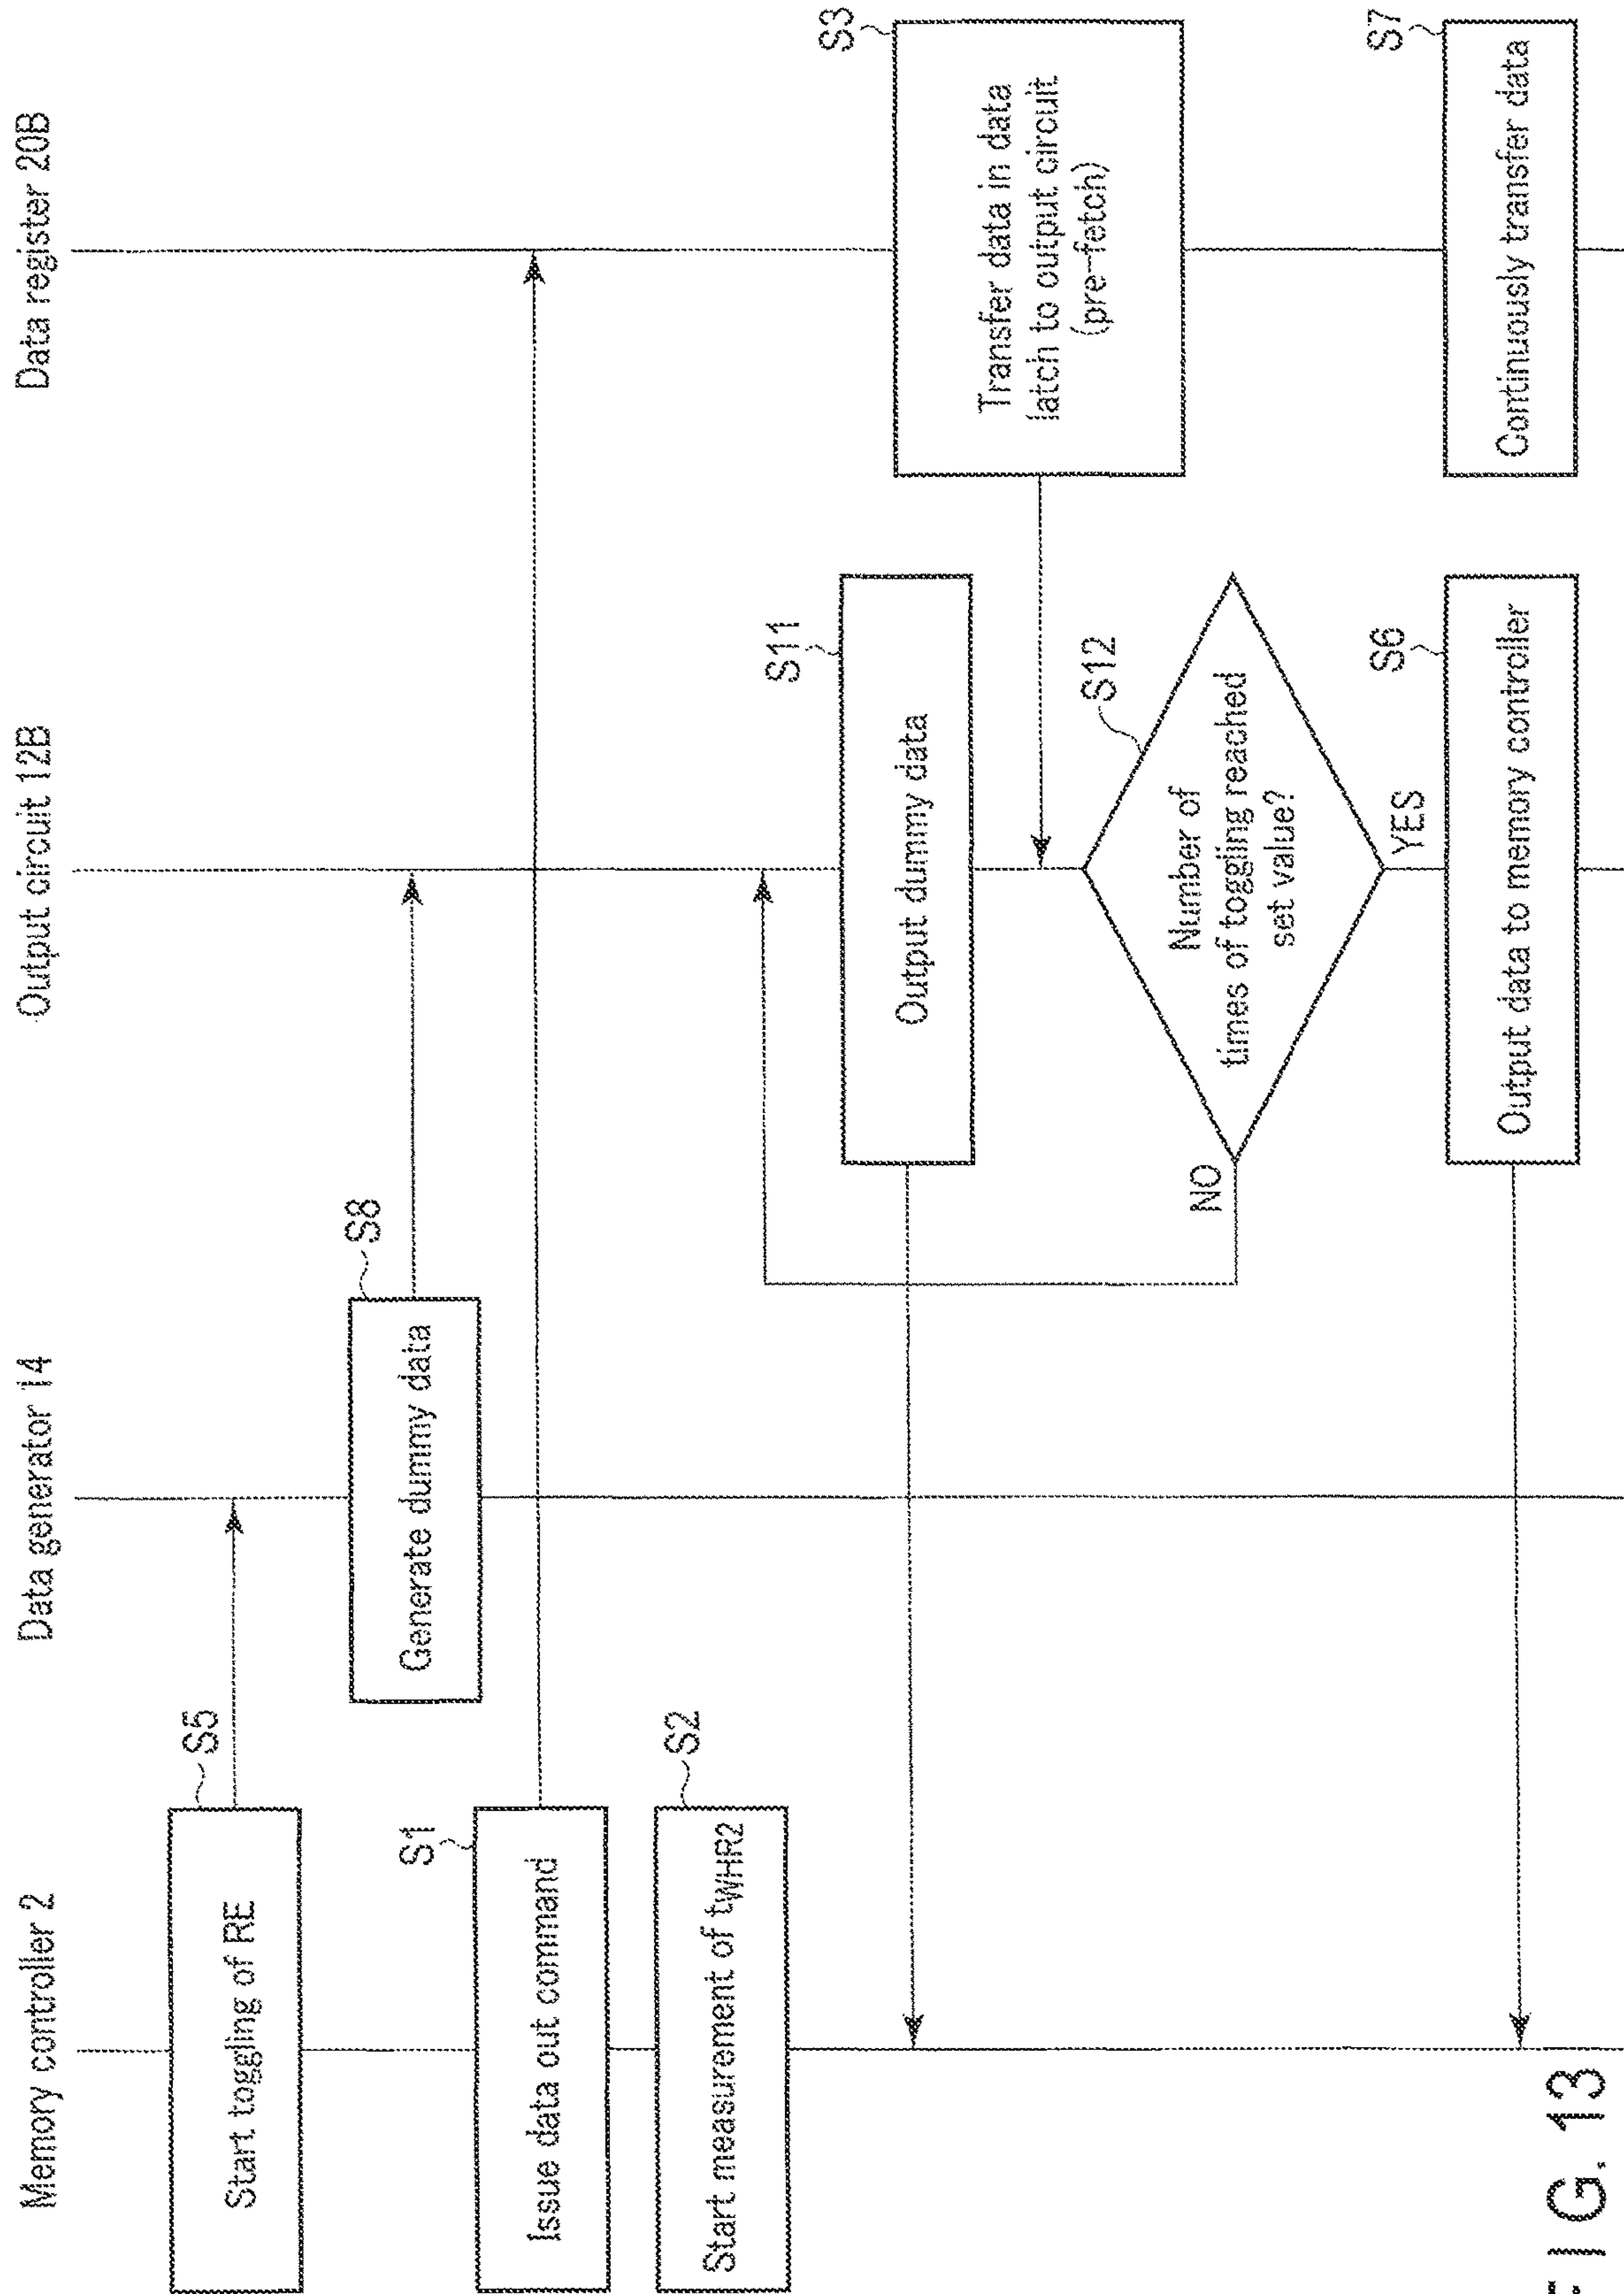 Memory controller 2
Data generator 14
Output circuit 12B
Data register 20B
S5
Start toggling of RE
S8
Generate dummy data
S1
Issue data out command
S2
Start measurement of tWHR2
S11
Output dummy data
S3
Transfer data in data
latch to output circuit
(pre-fetch)
S12
Number of
times of toggling reached
set value?
NO
YES
S6
Output data to memory controller
S7
Continuously transfer data
FIG. 13